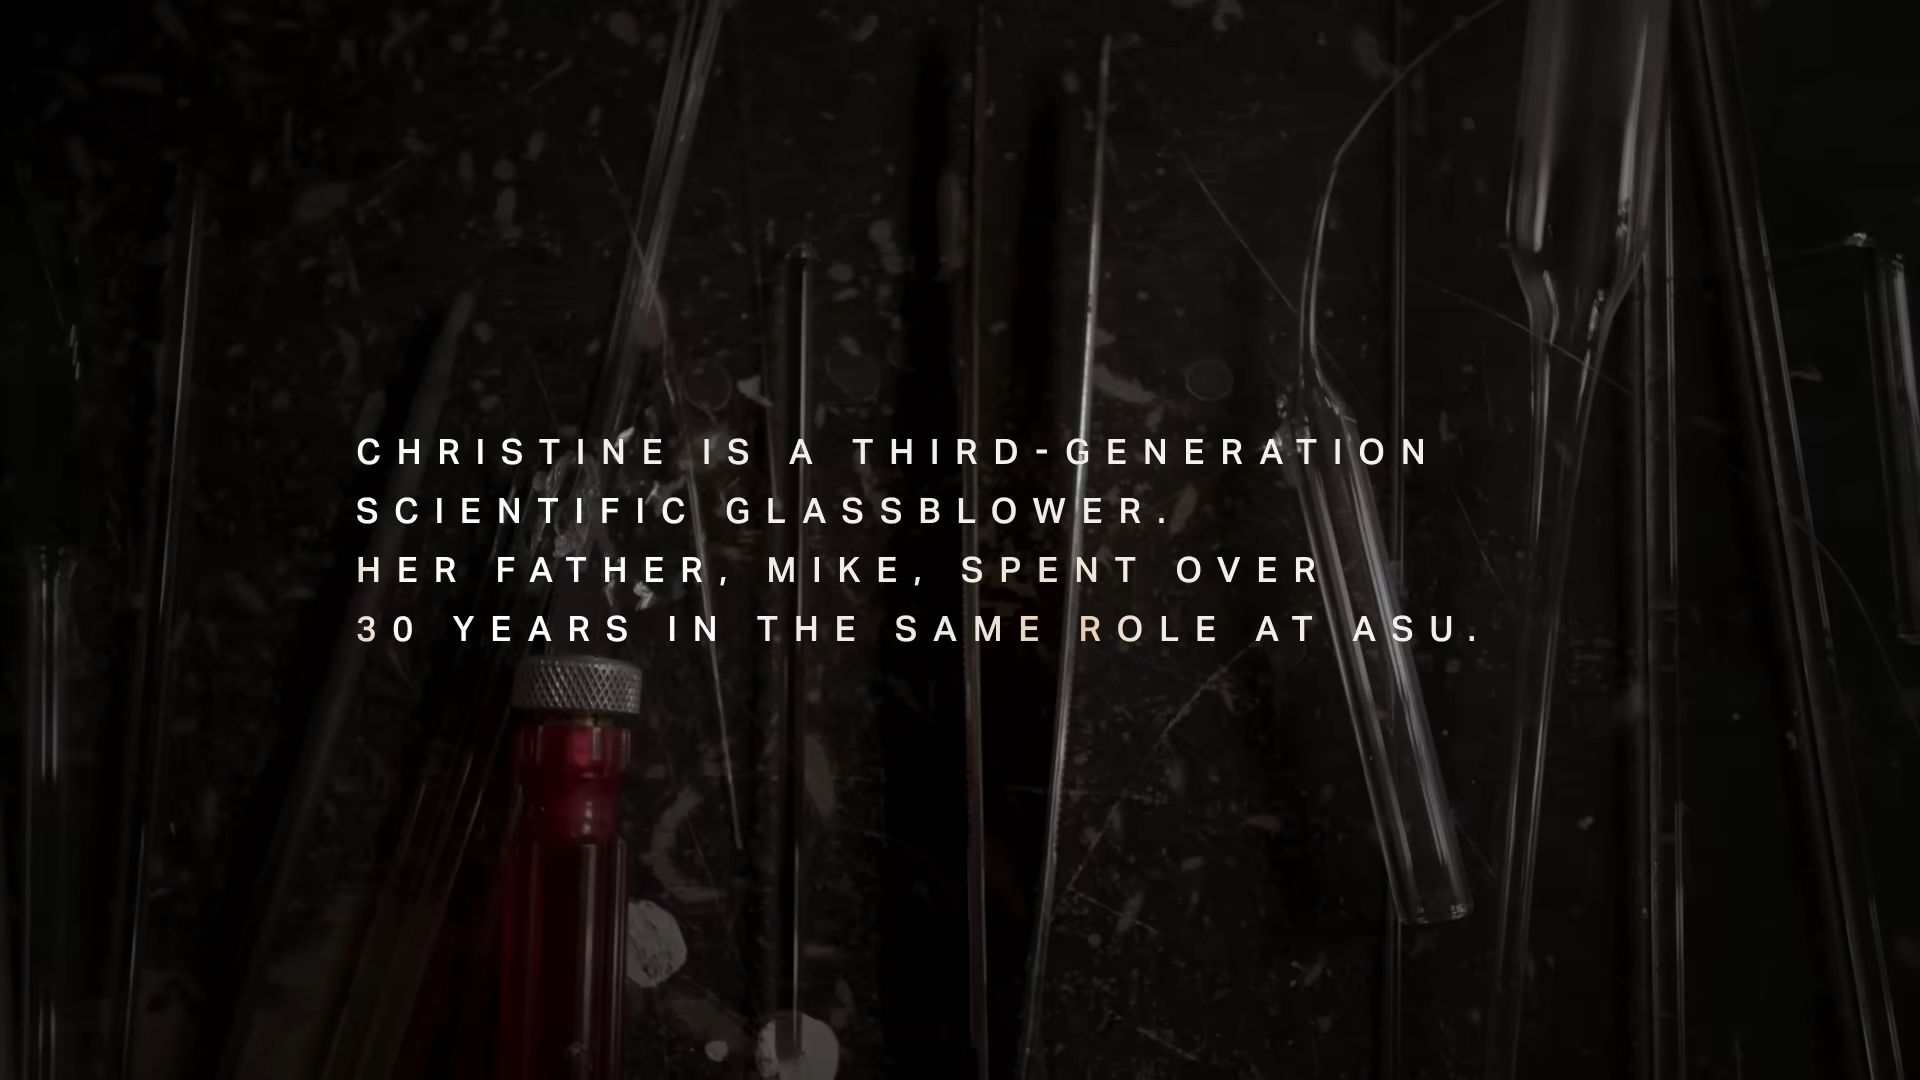 CHRISTINE IS A THIRD-GENERATION
SCIENTIFIC GLASSBLOWER.
HER FATHER, MIKE, SPENT OVER
30 YEARS IN THE SAME ROLE AT ASU.